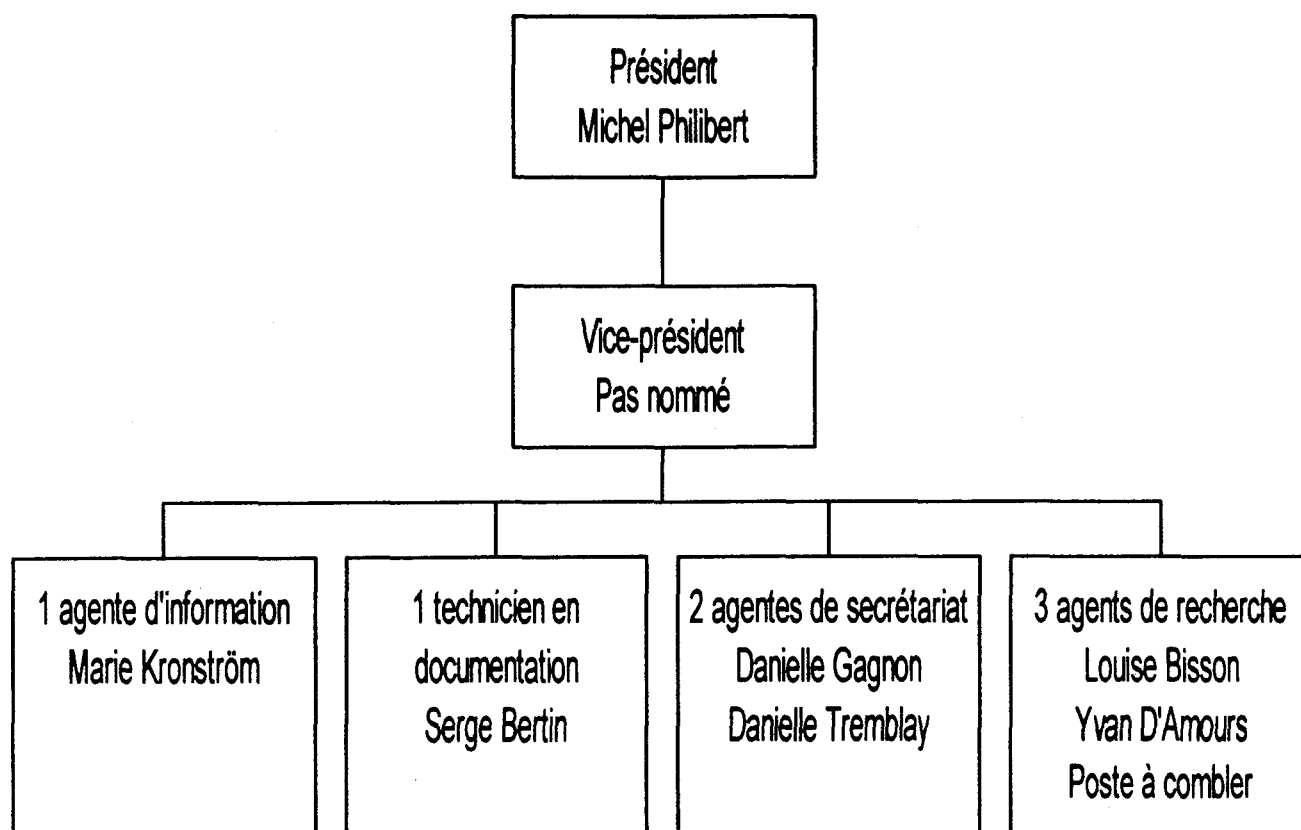 Président
Michel Philibert
Vice-président
Pas nommé
1 agente d'information
Marie Kronström
1 technicien en
documentation
Serge Bertin
2 agentes de secrétariat
Danielle Gagnon
Danielle Tremblay
3 agents de recherche
Louise Bisson
Yvan D'Amours
Poste à combler